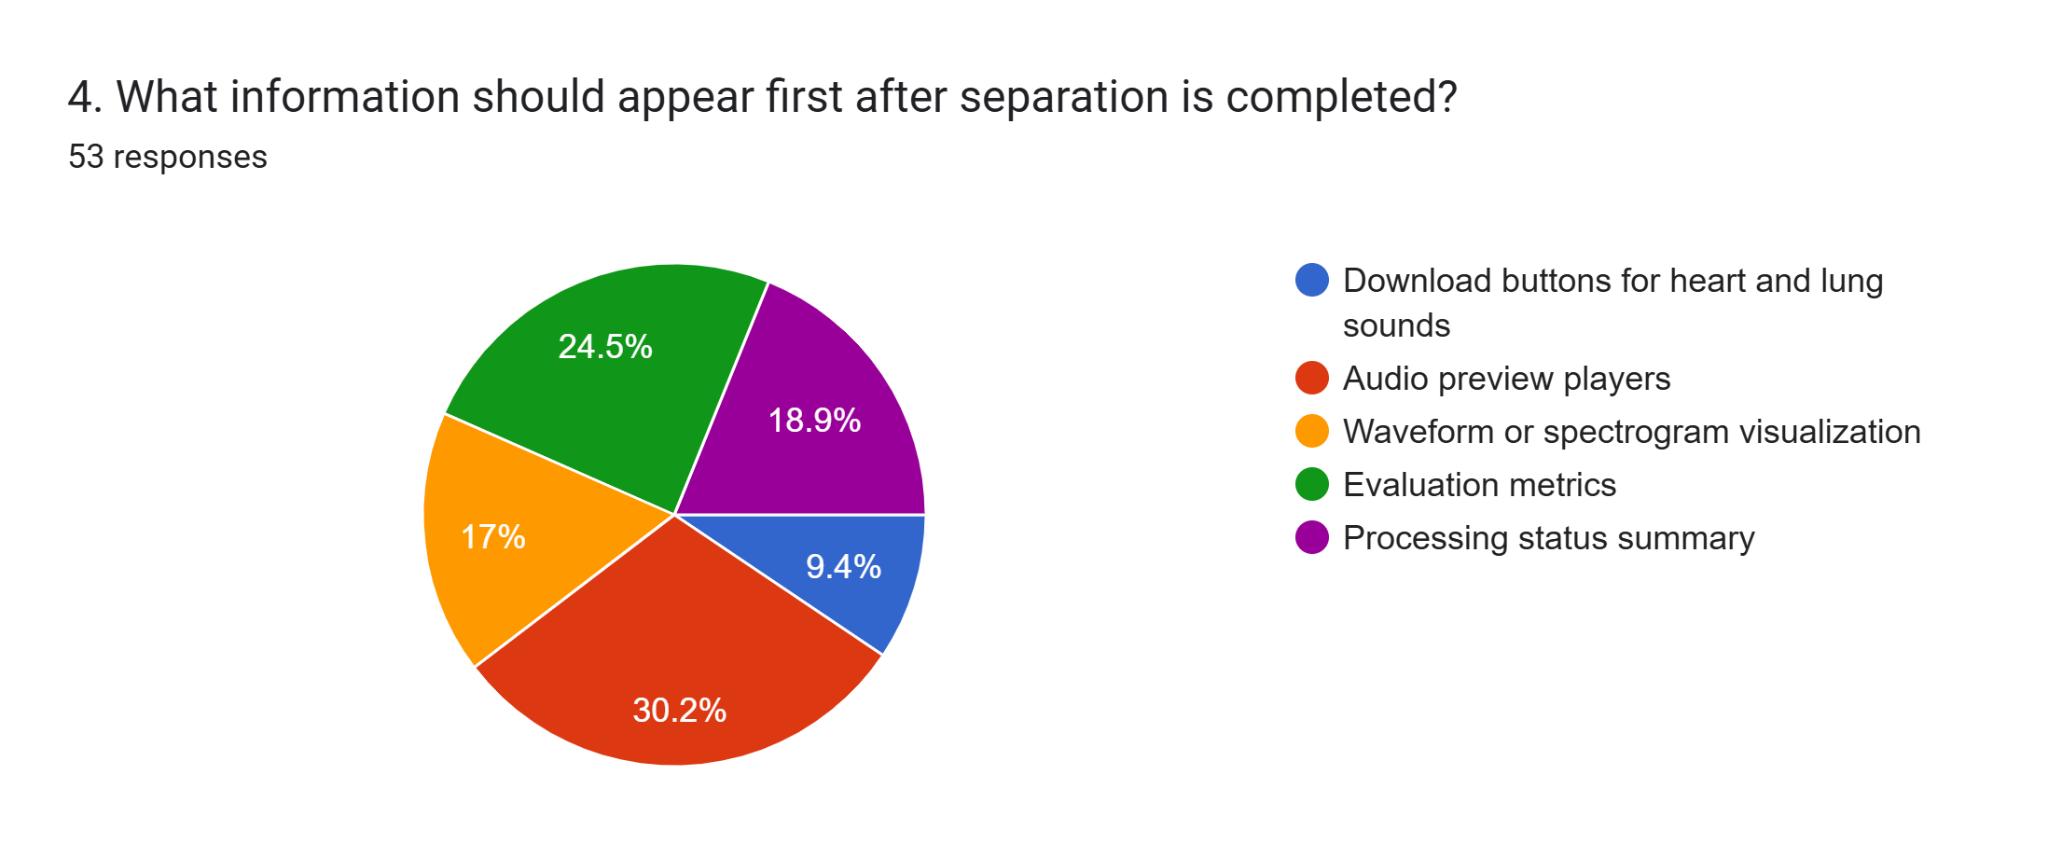 4. What information should appear first after separation is completed?
53 responses
24.5%
18.9%
17%
9.4%
30.2%
Download buttons for heart and lung
sounds
Audio preview players
Waveform or spectrogram visualization
Evaluation metrics
Processing status summary